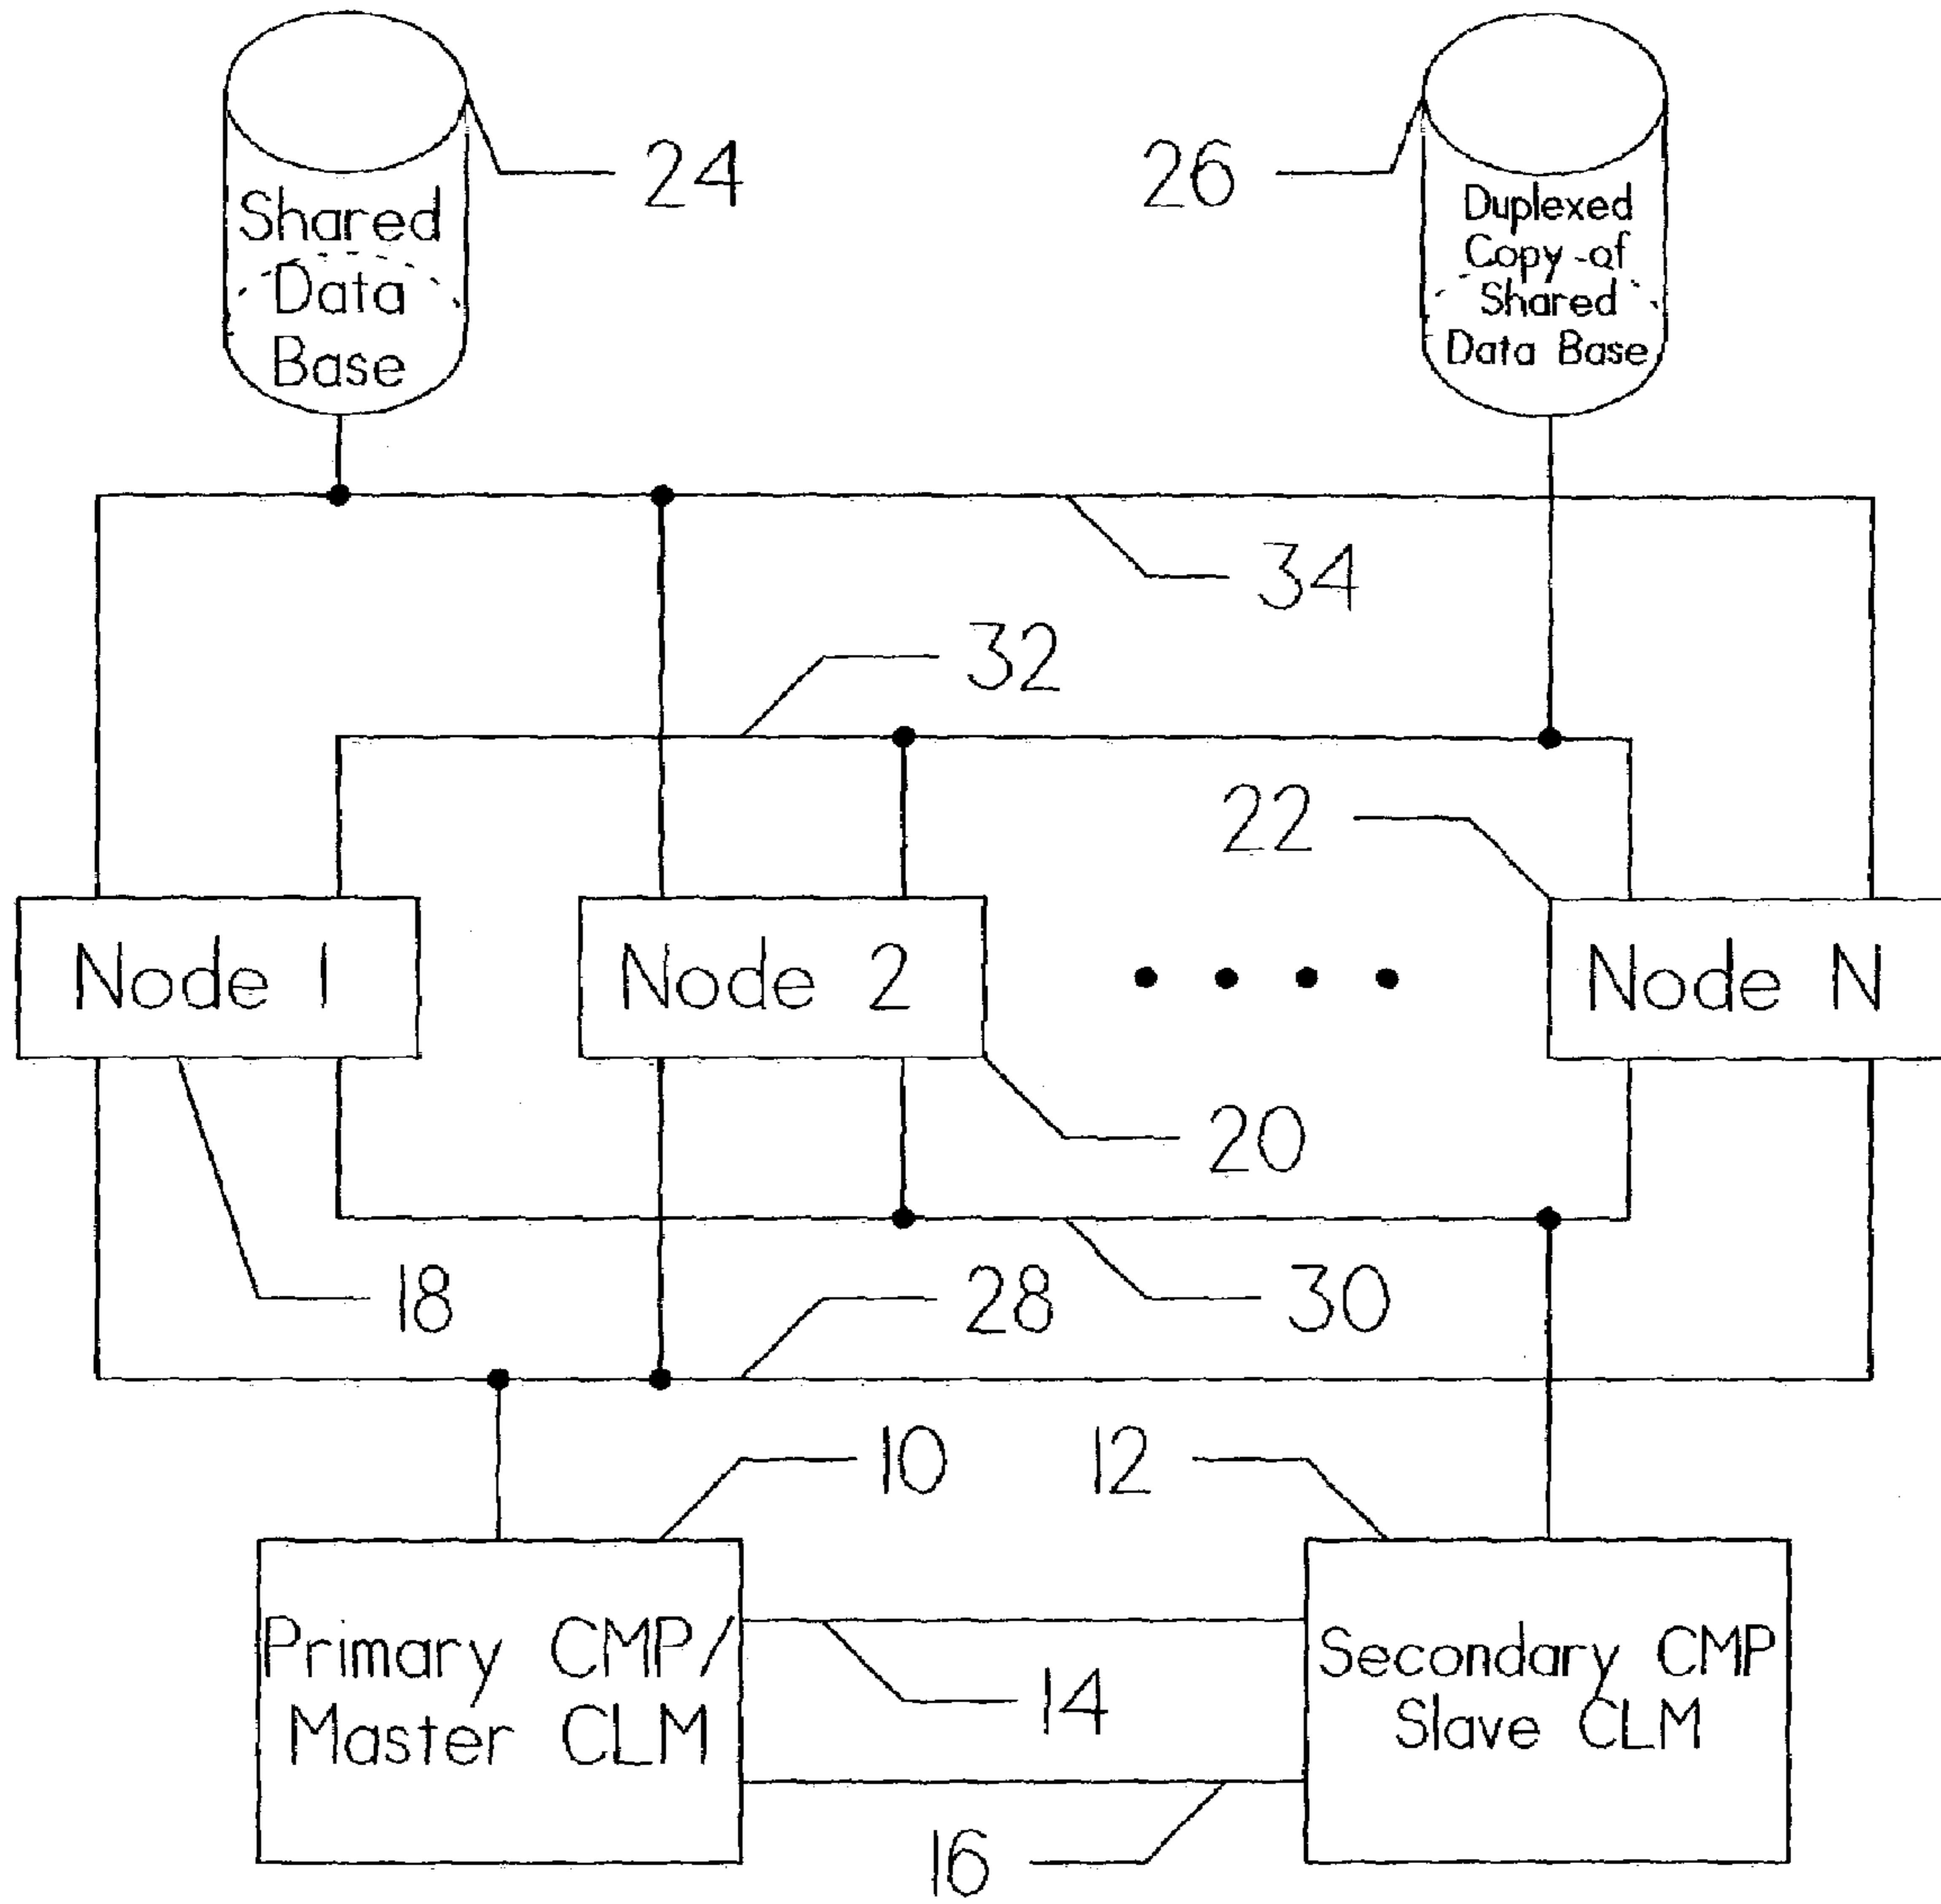 24
26
Shared
Data
Base
Duplexed
Copy of
Shared
Data Base
34
32
22
Node 1
Node 2
Node N
20
18
28
30
10
12
Primary CMP/
Master CLM
Secondary CMP
Slave CLM
14
16